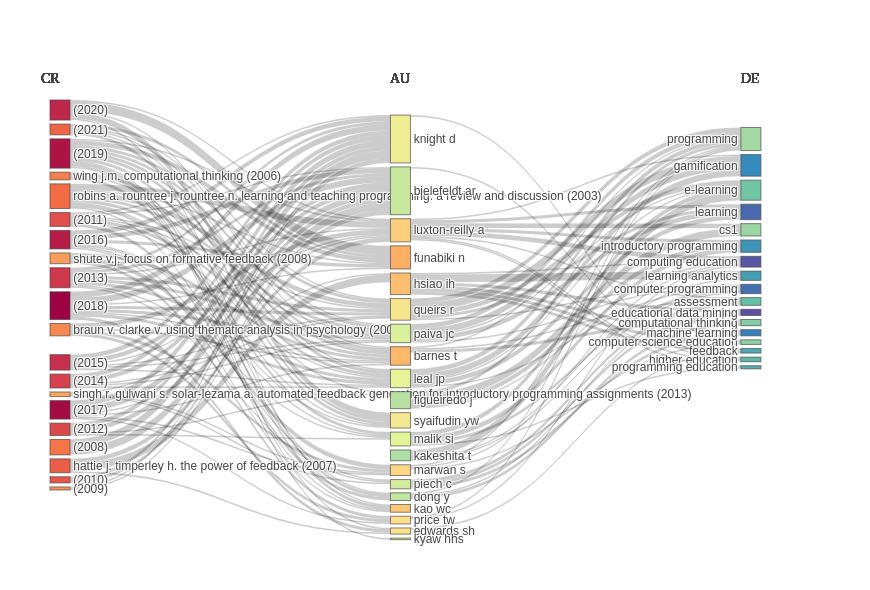 CR
AU
DE
(2020)
(2021)
(2019)
wing j.m. computational thinking (2006)
robins a. rountree j. rountree n. learning and teaching programming: a review and discussion (2003)
(2011)
(2016)
shute v.j. focus on formative feedback (2008)
(2013)
(2018)
braun v. clarke v. using thematic analysis in psychology (200
(2015)
(2014)
singh r. gulwani s. solar-lezama a. automated feedback generation for introductory programming assignments (2013)
(2017)
(2012)
(2008)
hattie j. timperley h. the power of feedback (2007)
(2010)
(2009)
knight d
bielefeldt ar
luxton-reilly a
funabiki n
hsiao ih
queirs r
paiva jc
barnes t
leal jp
figueiredo j
syaifudin yw
malik si
kakeshita t
marwan s
piech c
dong y
kao wc
price tw
edwards sh
kyaw hhs
programming
gamification
e-learning
learning
cs1
introductory programming
computing education
learning analytics
computer programming
assessment
educational data mining
computational thinking
machine learning
computer science education
feedback
higher education
programming education